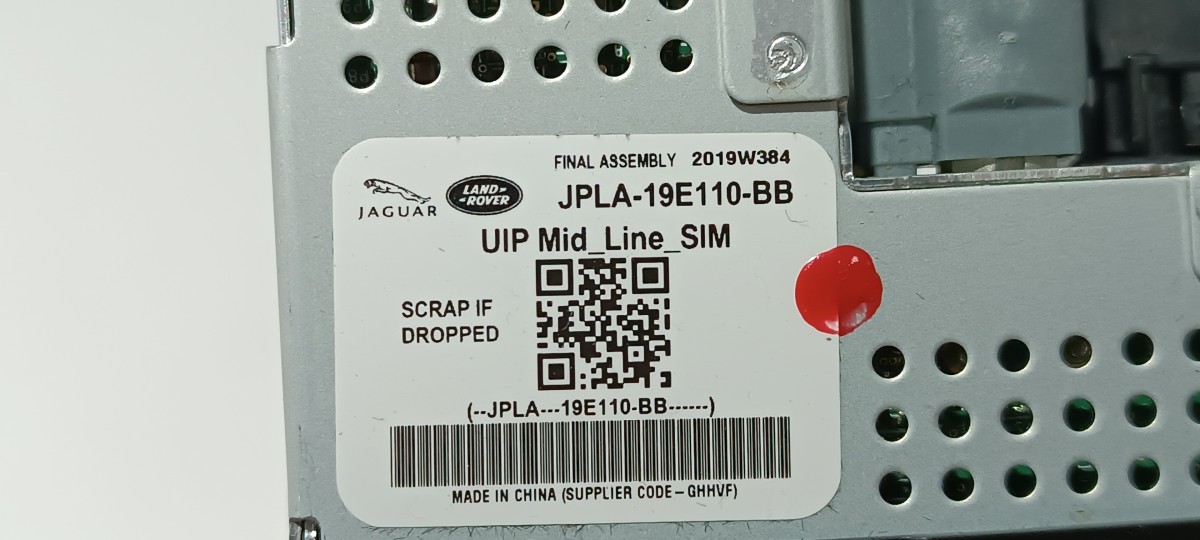 FINAL ASSEMBLY 2019W384
JAGUAR
LAND-
-ROVER
JPLA-19E110-BB
UIP Mid_Line_SIM
SCRAP IF
DROPPED
(--JPLA---19E110-BB------)
MADE IN CHINA (SUPPLIER CODE-GHHVF)